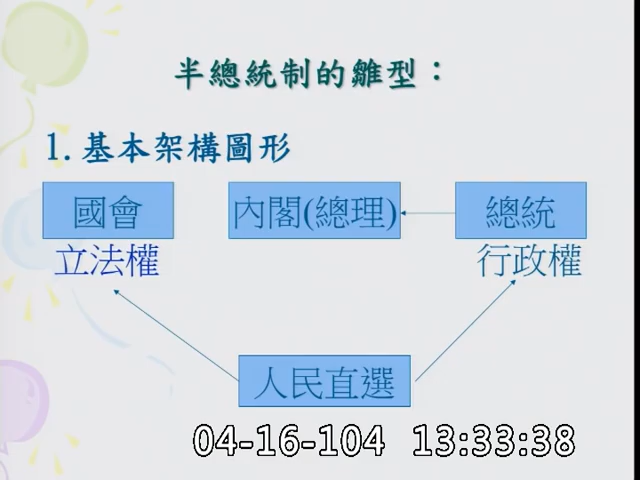 半總統制的雛型：
1.基本架構圖形
國會
內閣(總理)
總統
立法權
行政權
人民直選
04-16-104 13:33:38